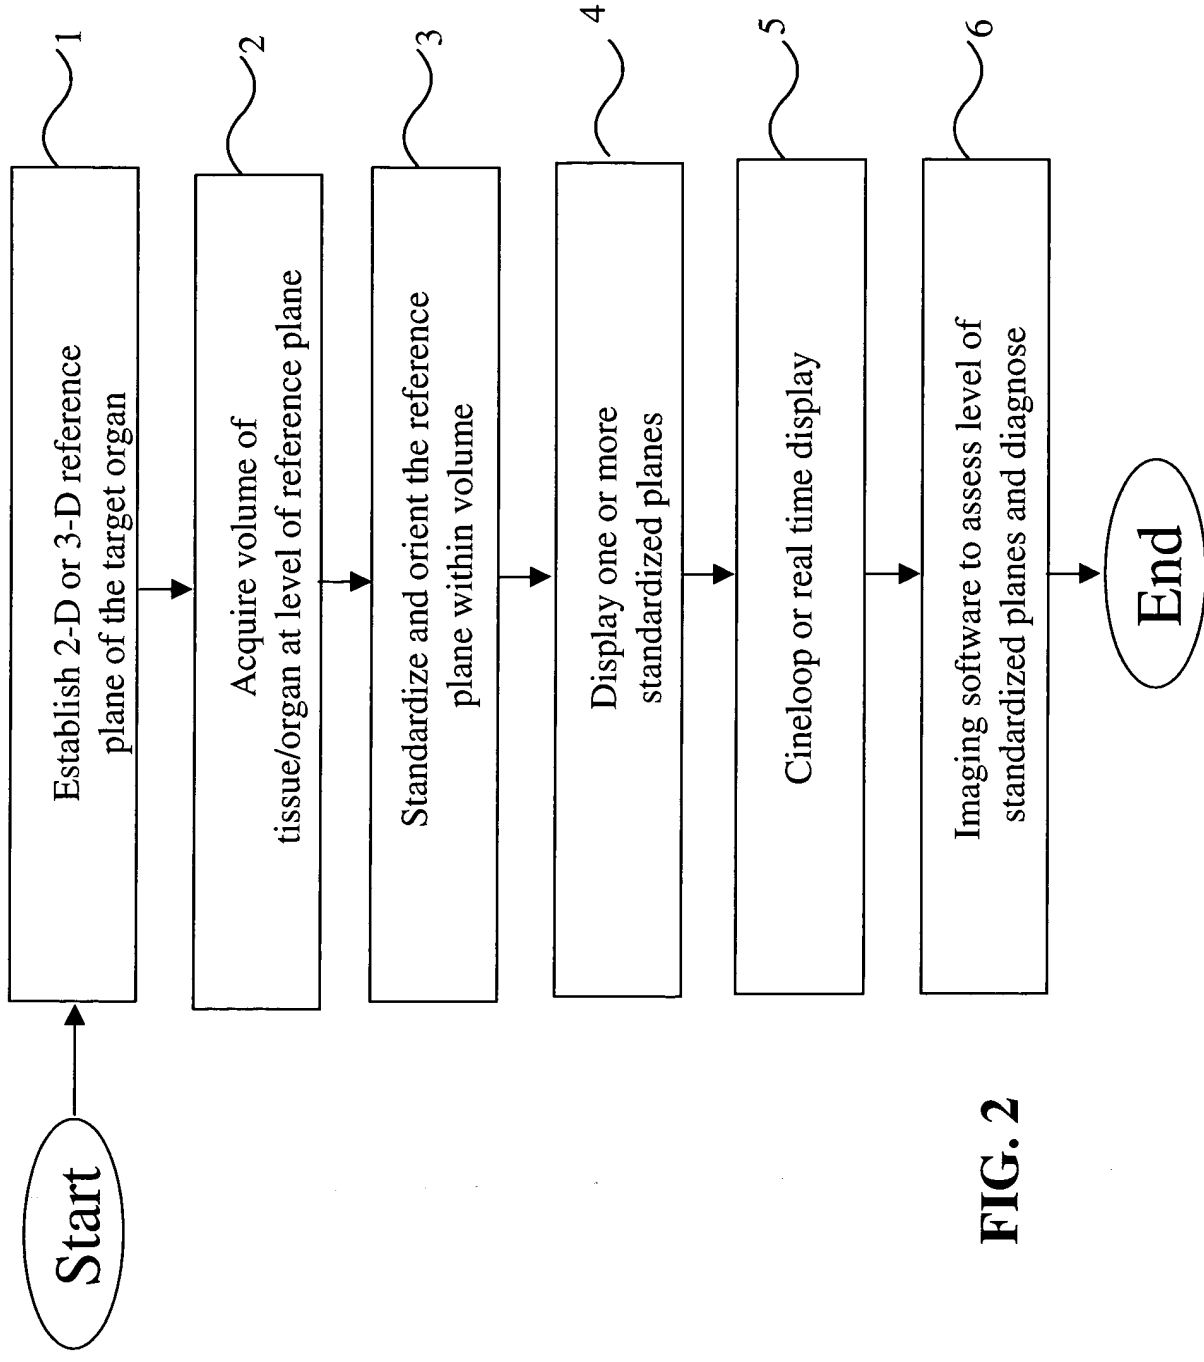 Start
Establish 2-D or 3-D reference
plane of the target organ
1
Acquire volume of
tissue/organ at level of reference plane
2
Standardize and orient the reference
plane within volume
3
Display one or more
standardized planes
4
Cineloop or real time display
5
Imaging software to assess level of
standardized planes and diagnose
6
End
FIG. 2